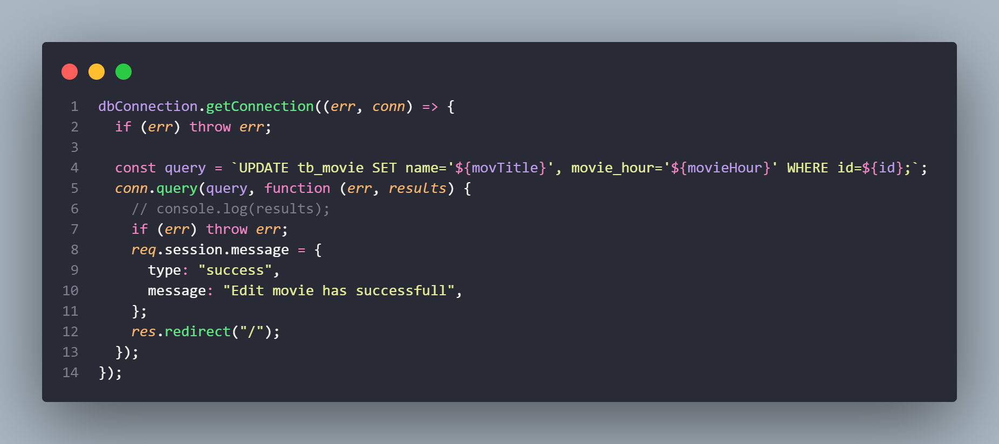 1 dbConnection.getConnection((err, conn) => {
2   if (err) throw err;
3
4   const query = `UPDATE tb_movie SET name='${movTitle}', movie_hour='${movieHour}' WHERE id=${id};`;
5   conn.query(query, function (err, results) {
6     // console.log(results);
7     if (err) throw err;
8     req.session.message = {
9       type: "success",
10       message: "Edit movie has successfull",
11     };
12     res.redirect("/");
13   });
14 });